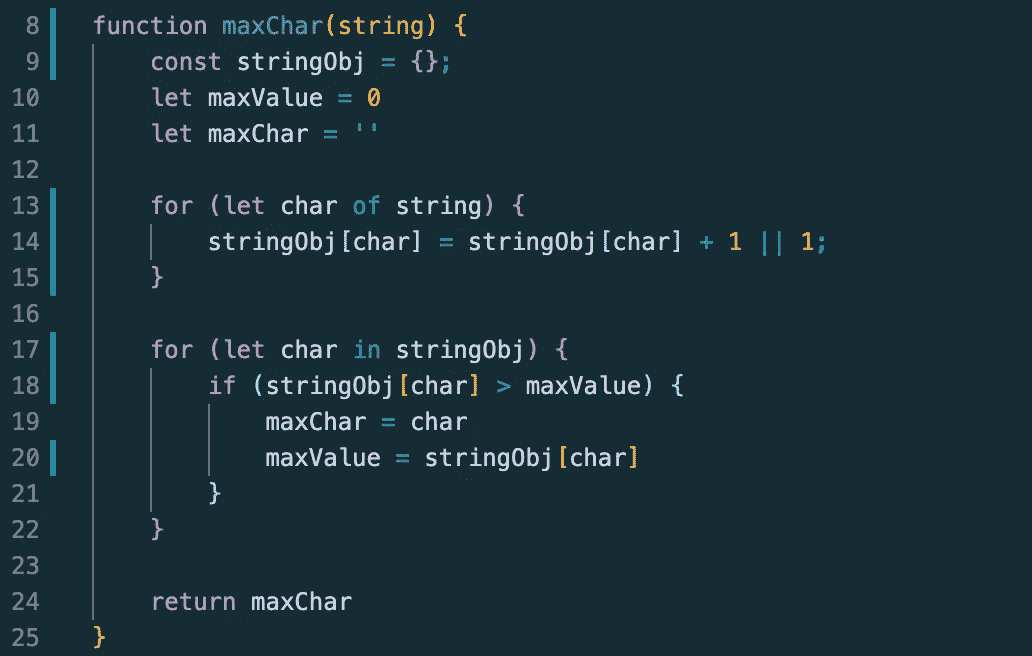 8 function maxChar(string) {
9     const stringObj = {};
10     let maxValue = 0
11     let maxChar = ''
12
13     for (let char of string) {
14         stringObj[char] = stringObj[char] + 1 || 1;
15     }
16
17     for (let char in stringObj) {
18         if (stringObj[char] > maxValue) {
19             maxChar = char
20             maxValue = stringObj[char]
21         }
22     }
23
24     return maxChar
25 }